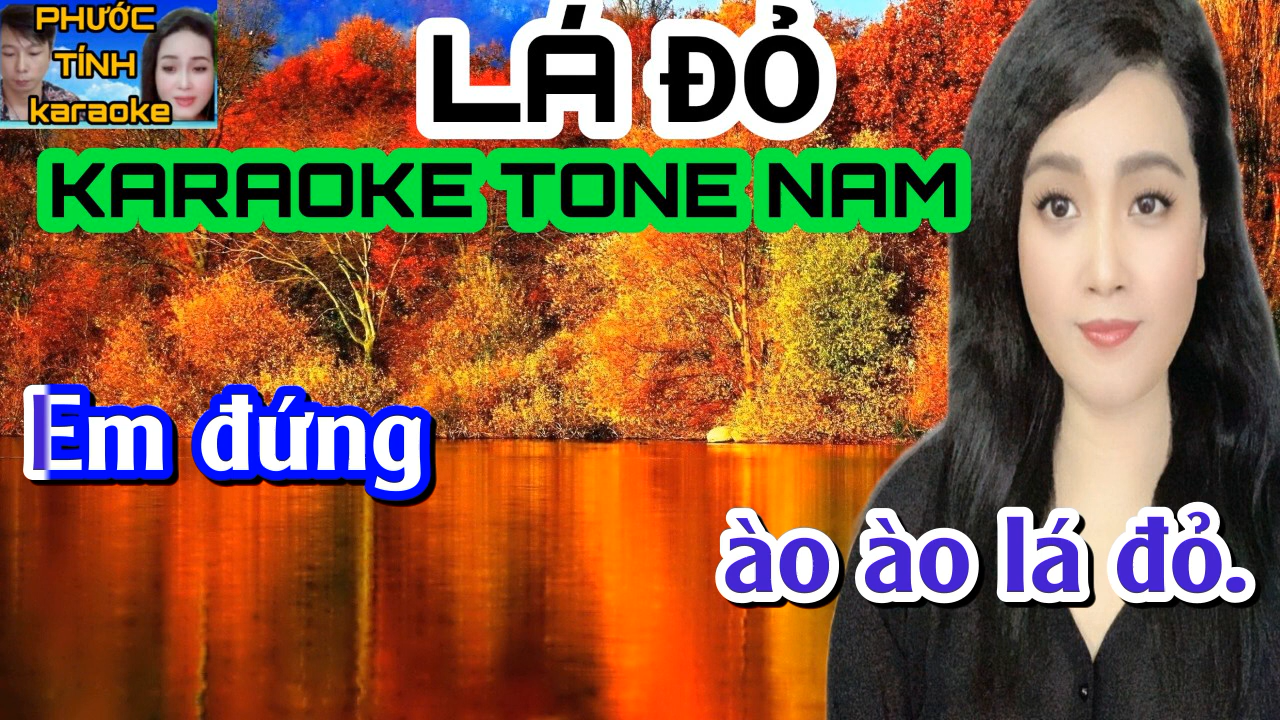 PHƯỚC
TÍNH
karaoke
LÁ ĐỎ
KARAOKE TONE NAM
Em đứng
ào ào lá đỏ.